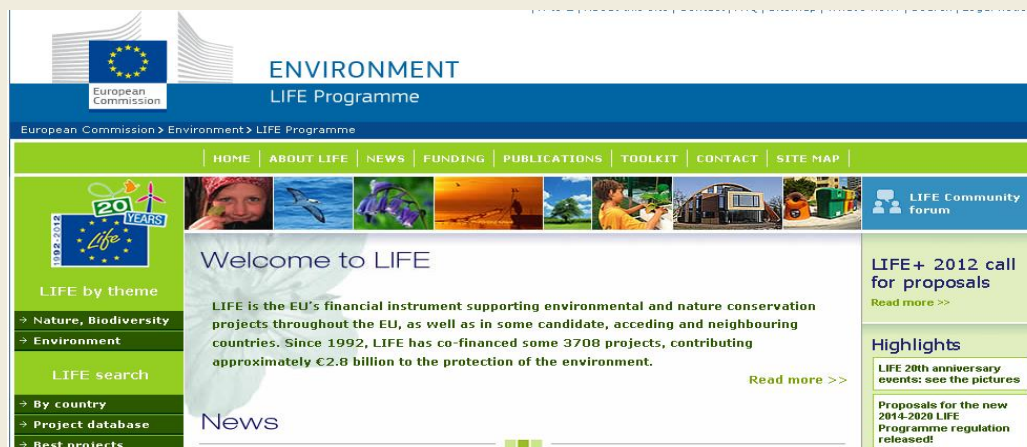 European
Commission
ENVIRONMENT
LIFE Programme
European Commission > Environment > LIFE Programme
HOME | ABOUT LIFE | NEWS | FUNDING | PUBLICATIONS | TOOLKIT | CONTACT | SITE MAP |
20
YEARS
1992-2012
Life
LIFE by theme
→ Nature, Biodiversity
→ Environment
LIFE search
→ By country
→ Project database
→ Best projects
Welcome to LIFE
LIFE is the EU's financial instrument supporting environmental and nature conservation
projects throughout the EU, as well as in some candidate, acceding and neighbouring
countries. Since 1992, LIFE has co-financed some 3708 projects, contributing
approximately €2.8 billion to the protection of the environment.
Read more >>
News
LIFE Community
forum
LIFE+ 2012 call
for proposals
Read more >>
Highlights
LIFE 20th anniversary
events: see the pictures
Proposals for the new
2014-2020 LIFE
Programme regulation
released!